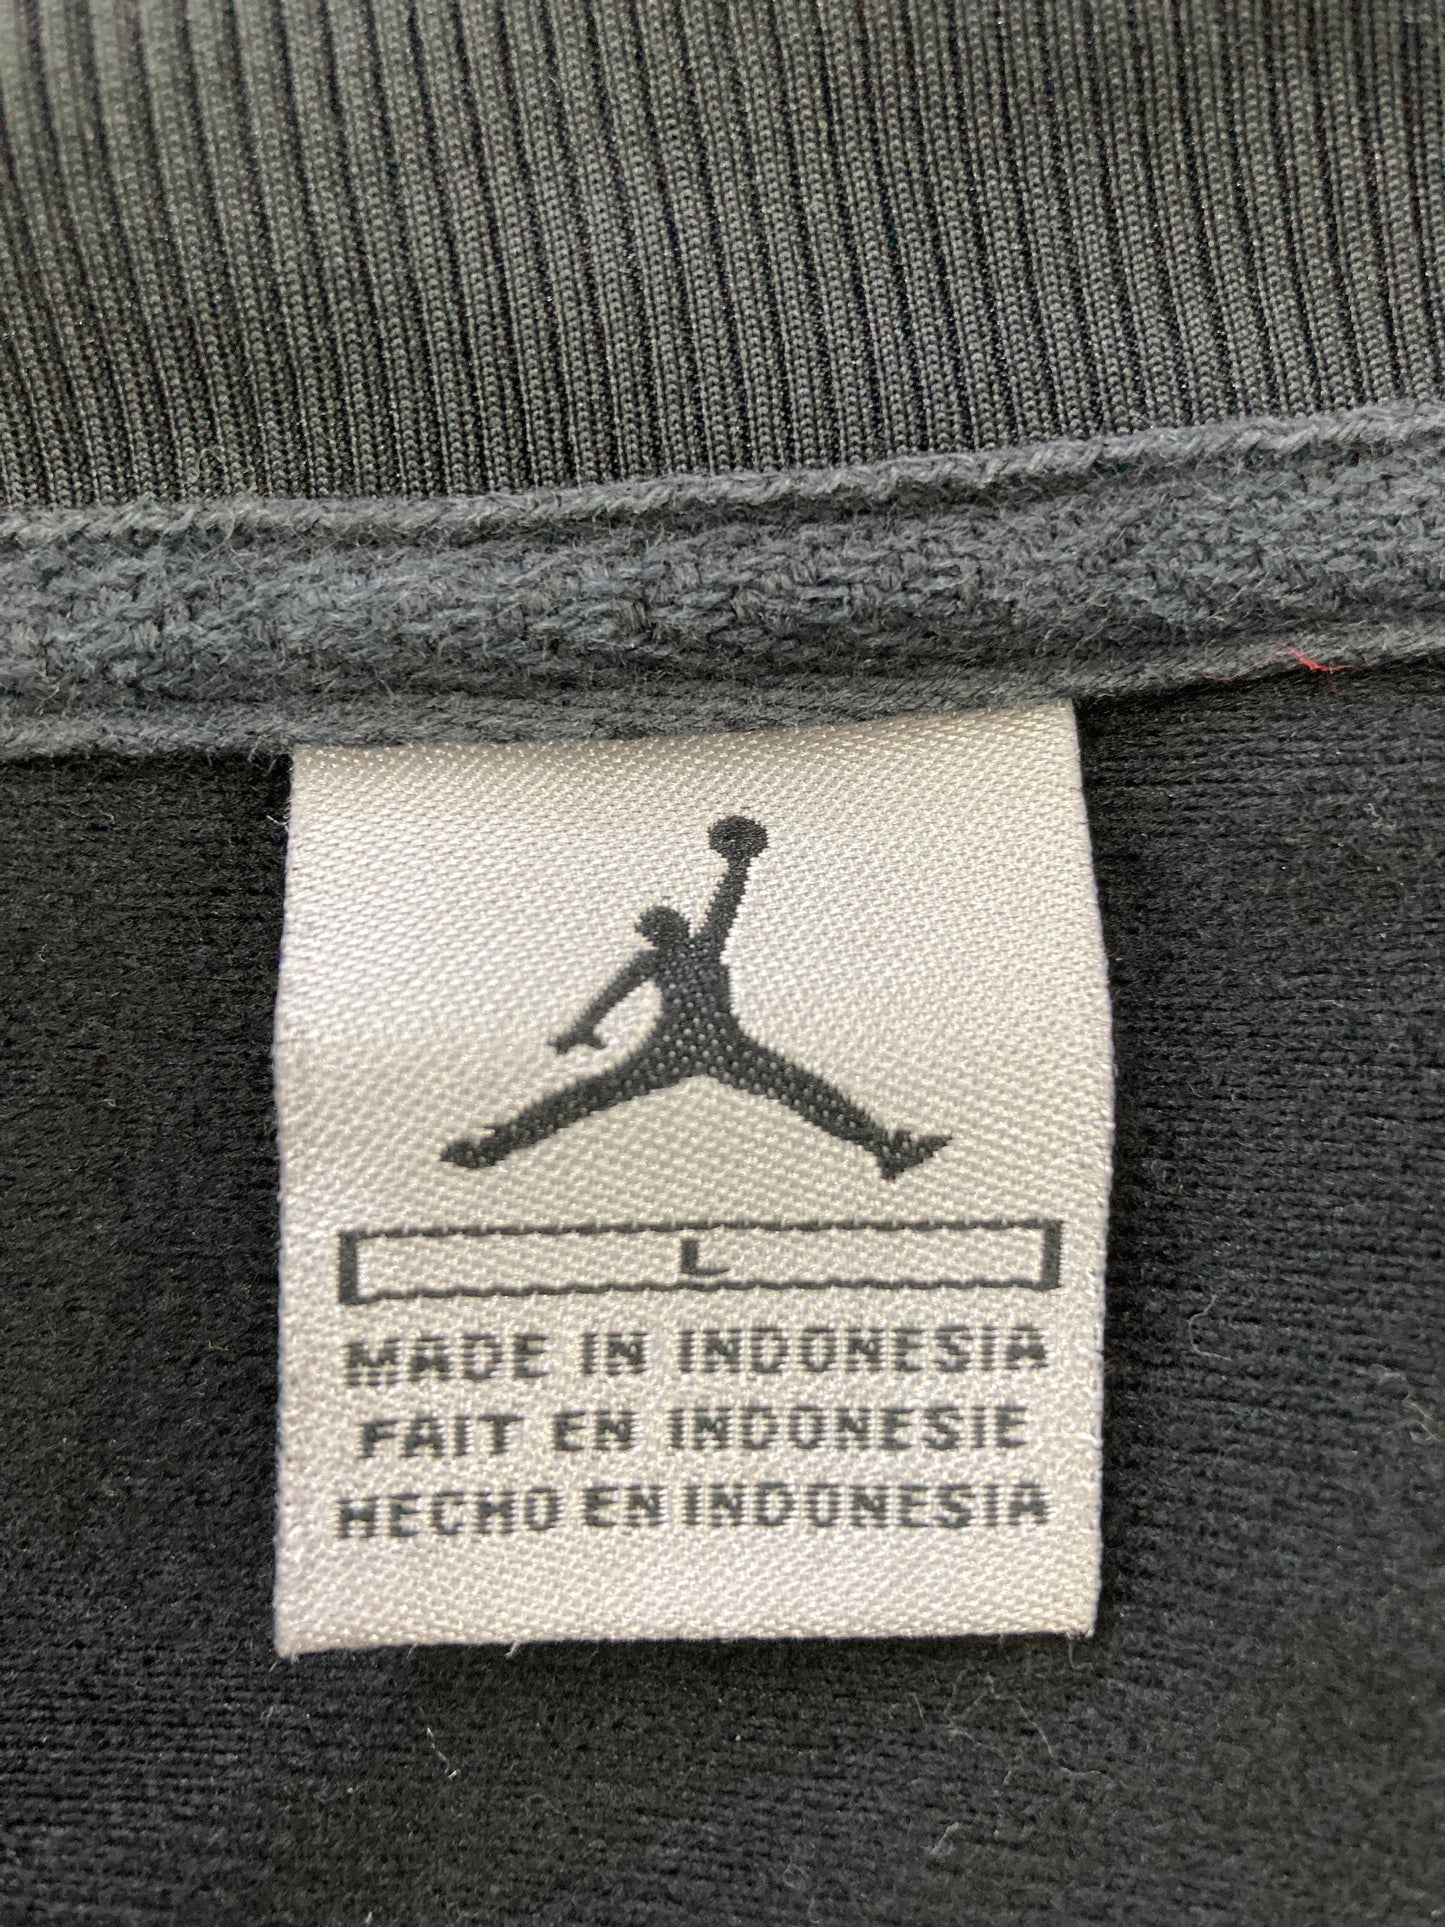 L
MADE IN INDONESIA
FAIT EN INDONESIE
HECHO EN INDONESIA